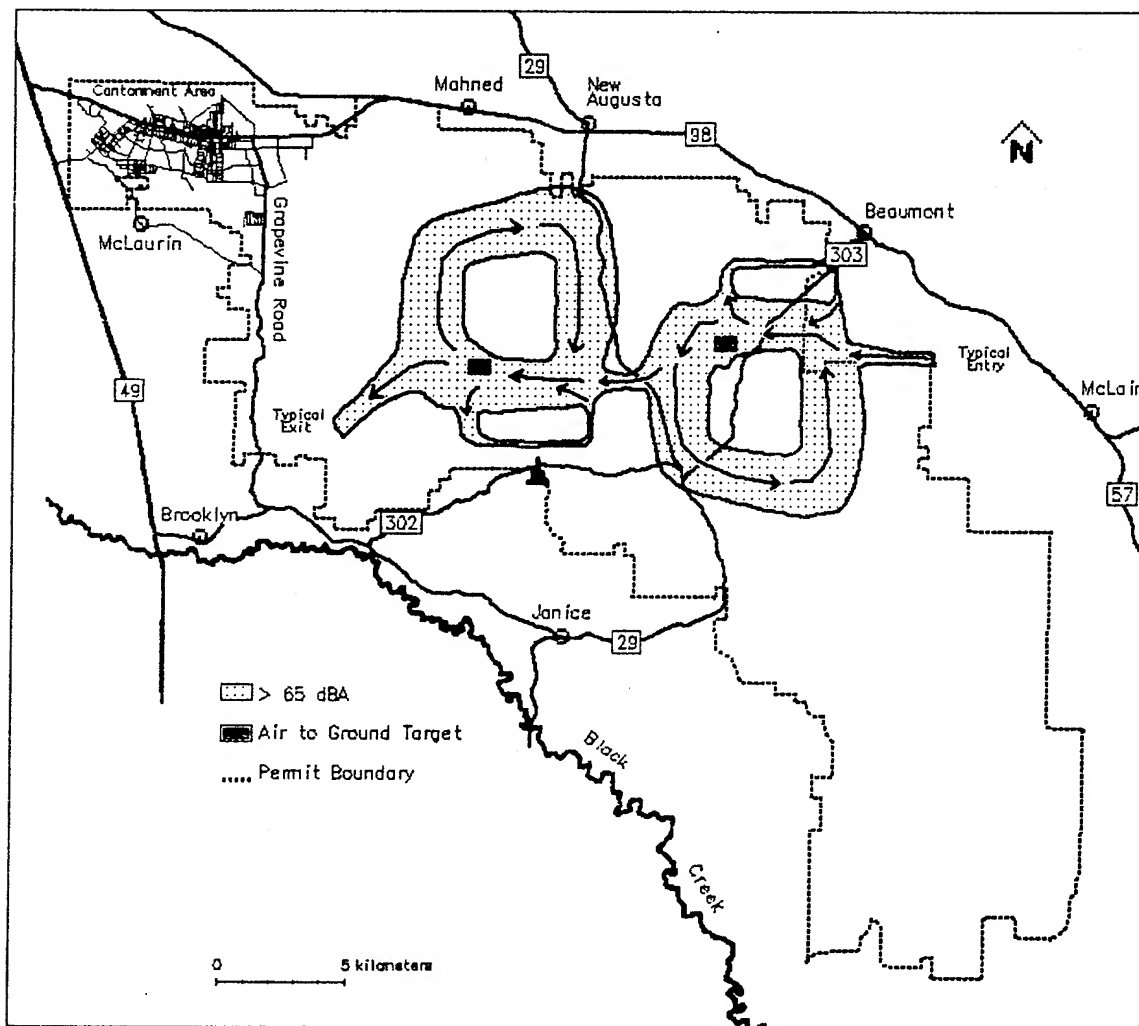 29
Mahned
New
Augusta
Cantonment Area
98
N
McLaurin
Grapevine Road
Beaumont
303
Typical
Entry
49
Typical
Exit
McLain
57
Brooklyn
302
Janice
29
> 65 dBA
Air to Ground Target
Permit Boundary
Black
Creek
0
5 kilometers